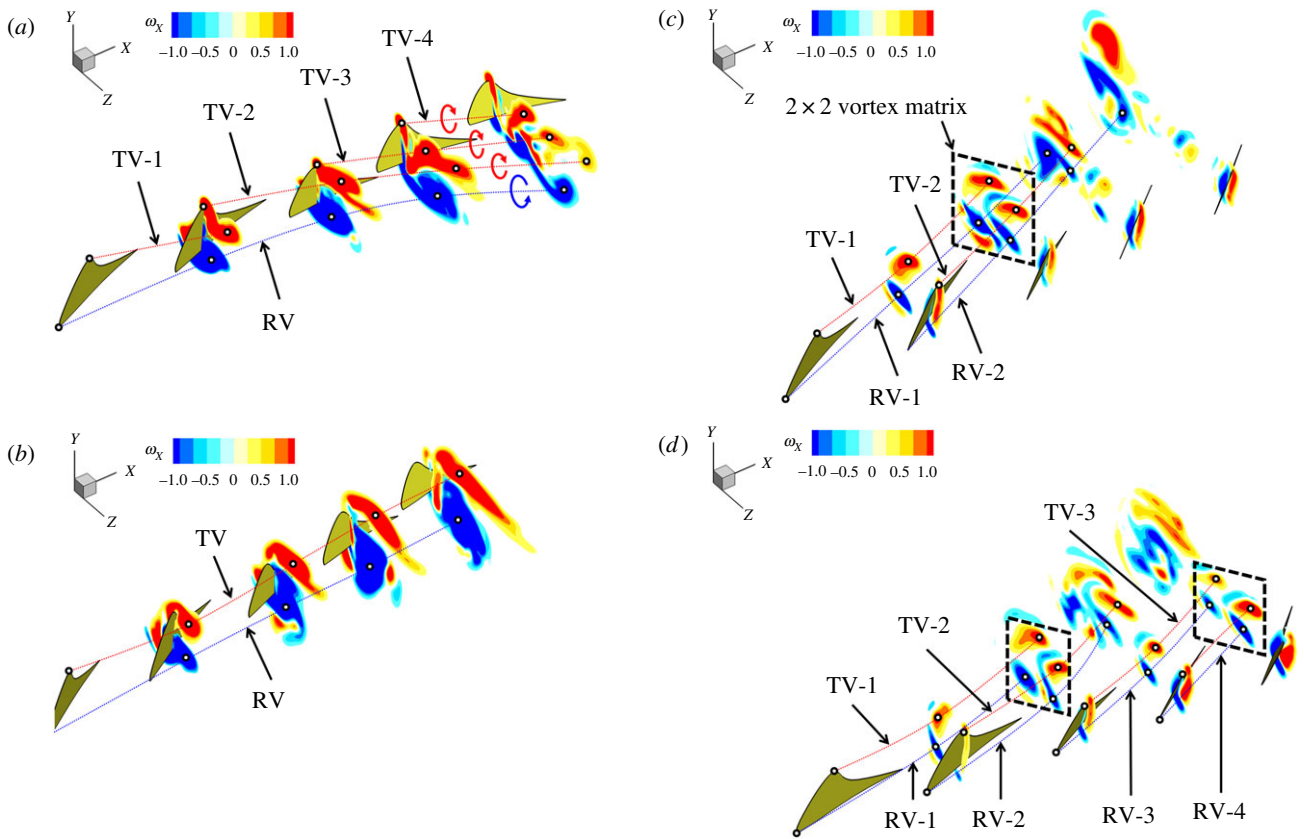 (a)
Y
X
Z
ω_X
−1.0 −0.5 0 0.5 1.0
TV-4
TV-3
TV-2
TV-1
RV
(b)
Y
X
Z
ω_X
−1.0 −0.5 0 0.5 1.0
TV
RV
(c)
Y
X
Z
ω_X
−1.0 −0.5 0 0.5 1.0
2 × 2 vortex matrix
TV-2
TV-1
RV-2
RV-1
(d)
Y
X
Z
ω_X
−1.0 −0.5 0 0.5 1.0
TV-3
TV-2
TV-1
RV-1 RV-2 RV-3 RV-4